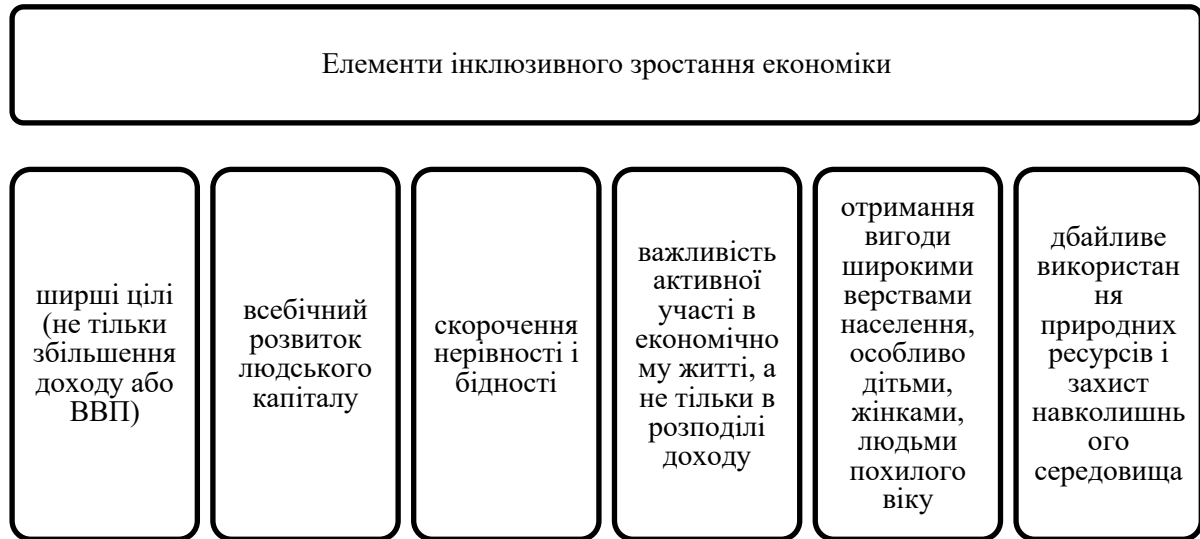 Елементи інклюзивного зростання економіки
ширші цілі
(не тільки
збільшення
доходу або
ВВП)
всебічний
розвиток
людського
капіталу
скорочення
нерівності і
бідності
важливість
активної
участі в
економічно
му житті, а
не тільки в
розподілі
доходу
отримання
вигоди
широкими
верствами
населення,
особливо
дітьми,
жінками,
людьми
похилого
віку
дбайливе
використан
ня
природних
ресурсів і
захист
навколишнь
ого
середовища